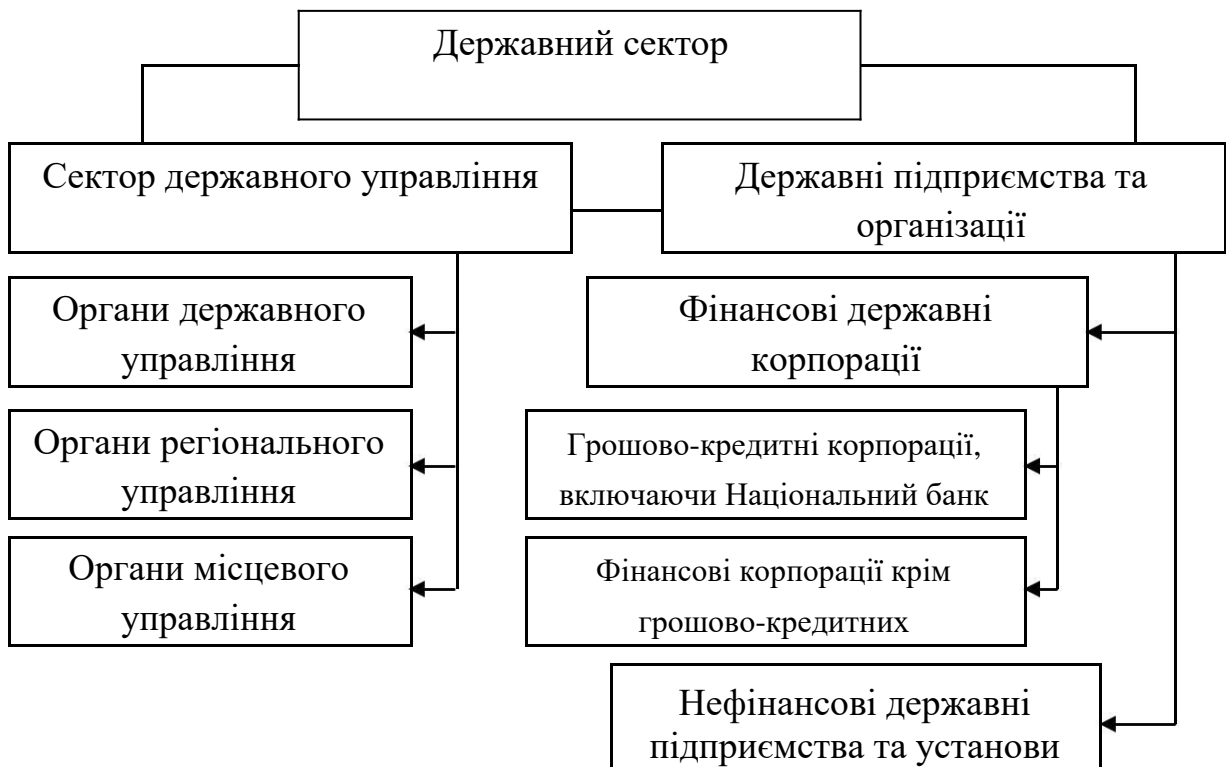 Державний сектор
Сектор державного управління
Державні підприємства та
організації
Органи державного
управління
Фінансові державні
корпорації
Органи регіонального
управління
Грошово-кредитні корпорації,
включаючи Національний банк
Органи місцевого
управління
Фінансові корпорації крім
грошово-кредитних
Нефінансові державні
підприємства та установи